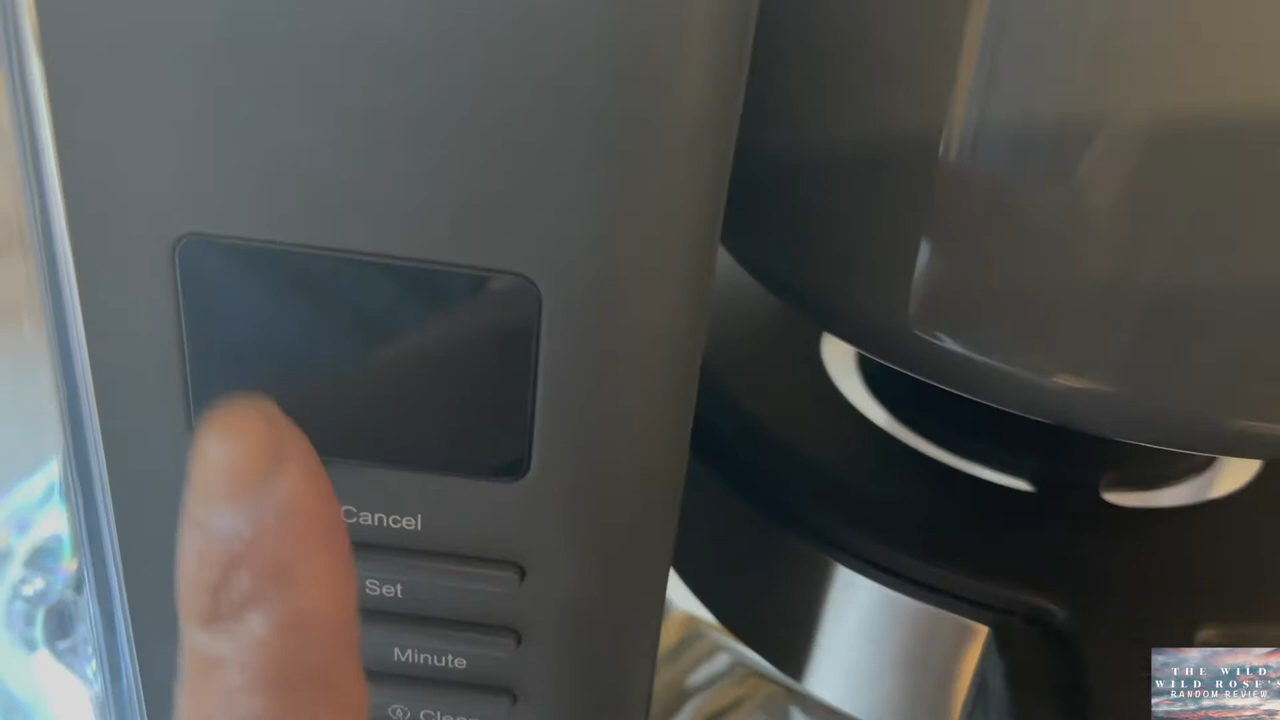 Cancel
Set
Minute
THE WILD
WILD ROSE'S
RANDOM REVIEW